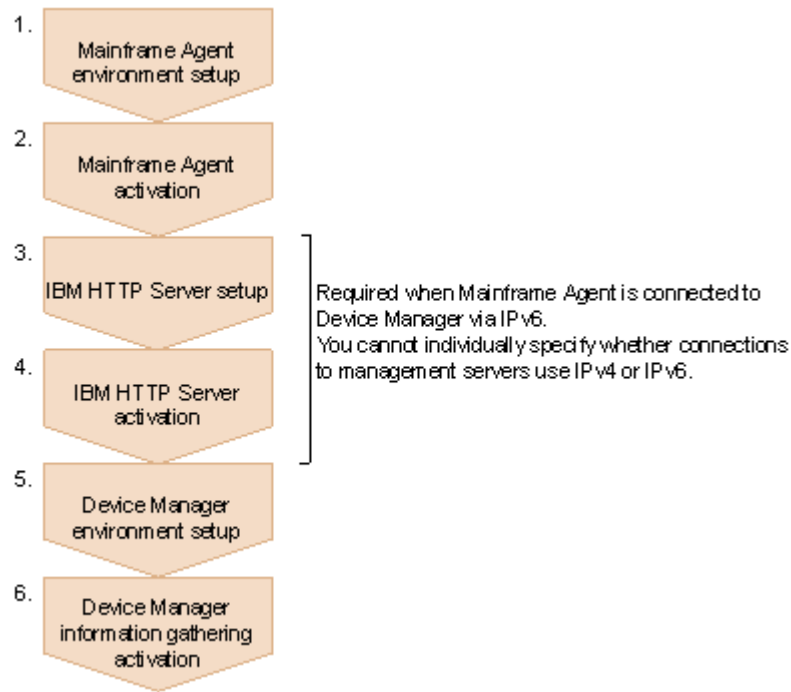 1.
Mainframe Agent
environment setup
2.
Mainframe Agent
activation
3.
IBM HTTP Server setup
Required when Mainframe Agent is connected to
Device Manager via IPv6.
You cannot individually specify whether connections
to management servers use IPv4 or IPv6.
4.
IBM HTTP Server
activation
5.
Device Manager
environment setup
6.
Device Manager
information gathering
activation